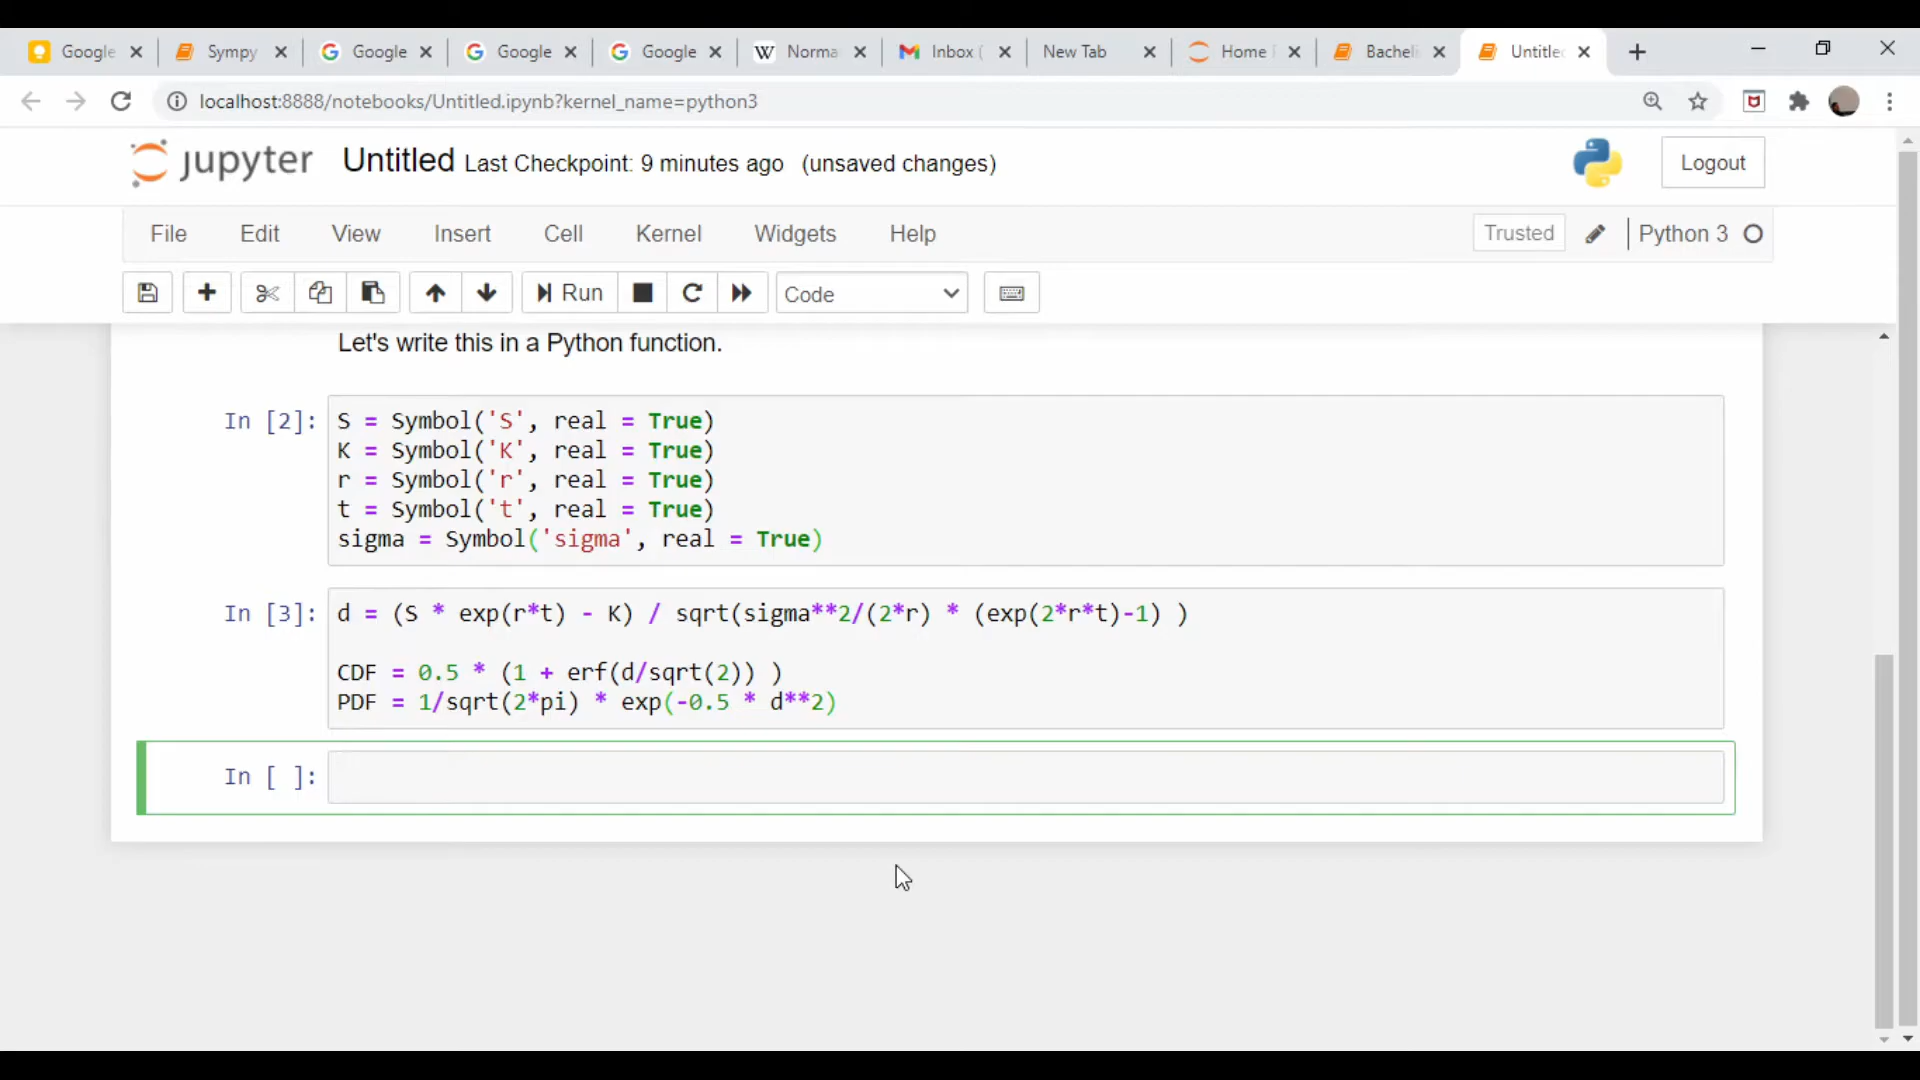 Google
Sympy
Google
Google
Google
W Norma
Inbox (
New Tab
Home
Bacheli
Untitled
localhost:8888/notebooks/Untitled.ipynb?kernel_name=python3
jupyter Untitled Last Checkpoint: 9 minutes ago (unsaved changes)
Logout
File Edit View Insert Cell Kernel Widgets Help
Trusted
Python 3
Run
Code
Let's write this in a Python function.
In [2]: S = Symbol('S', real = True)
K = Symbol('K', real = True)
r = Symbol('r', real = True)
t = Symbol('t', real = True)
sigma = Symbol('sigma', real = True)
In [3]: d = (S * exp(r*t) - K) / sqrt(sigma**2/(2*r) * (exp(2*r*t)-1) )
CDF = 0.5 * (1 + erf(d/sqrt(2)) )
PDF = 1/sqrt(2*pi) * exp(-0.5 * d**2)
In [ ]: